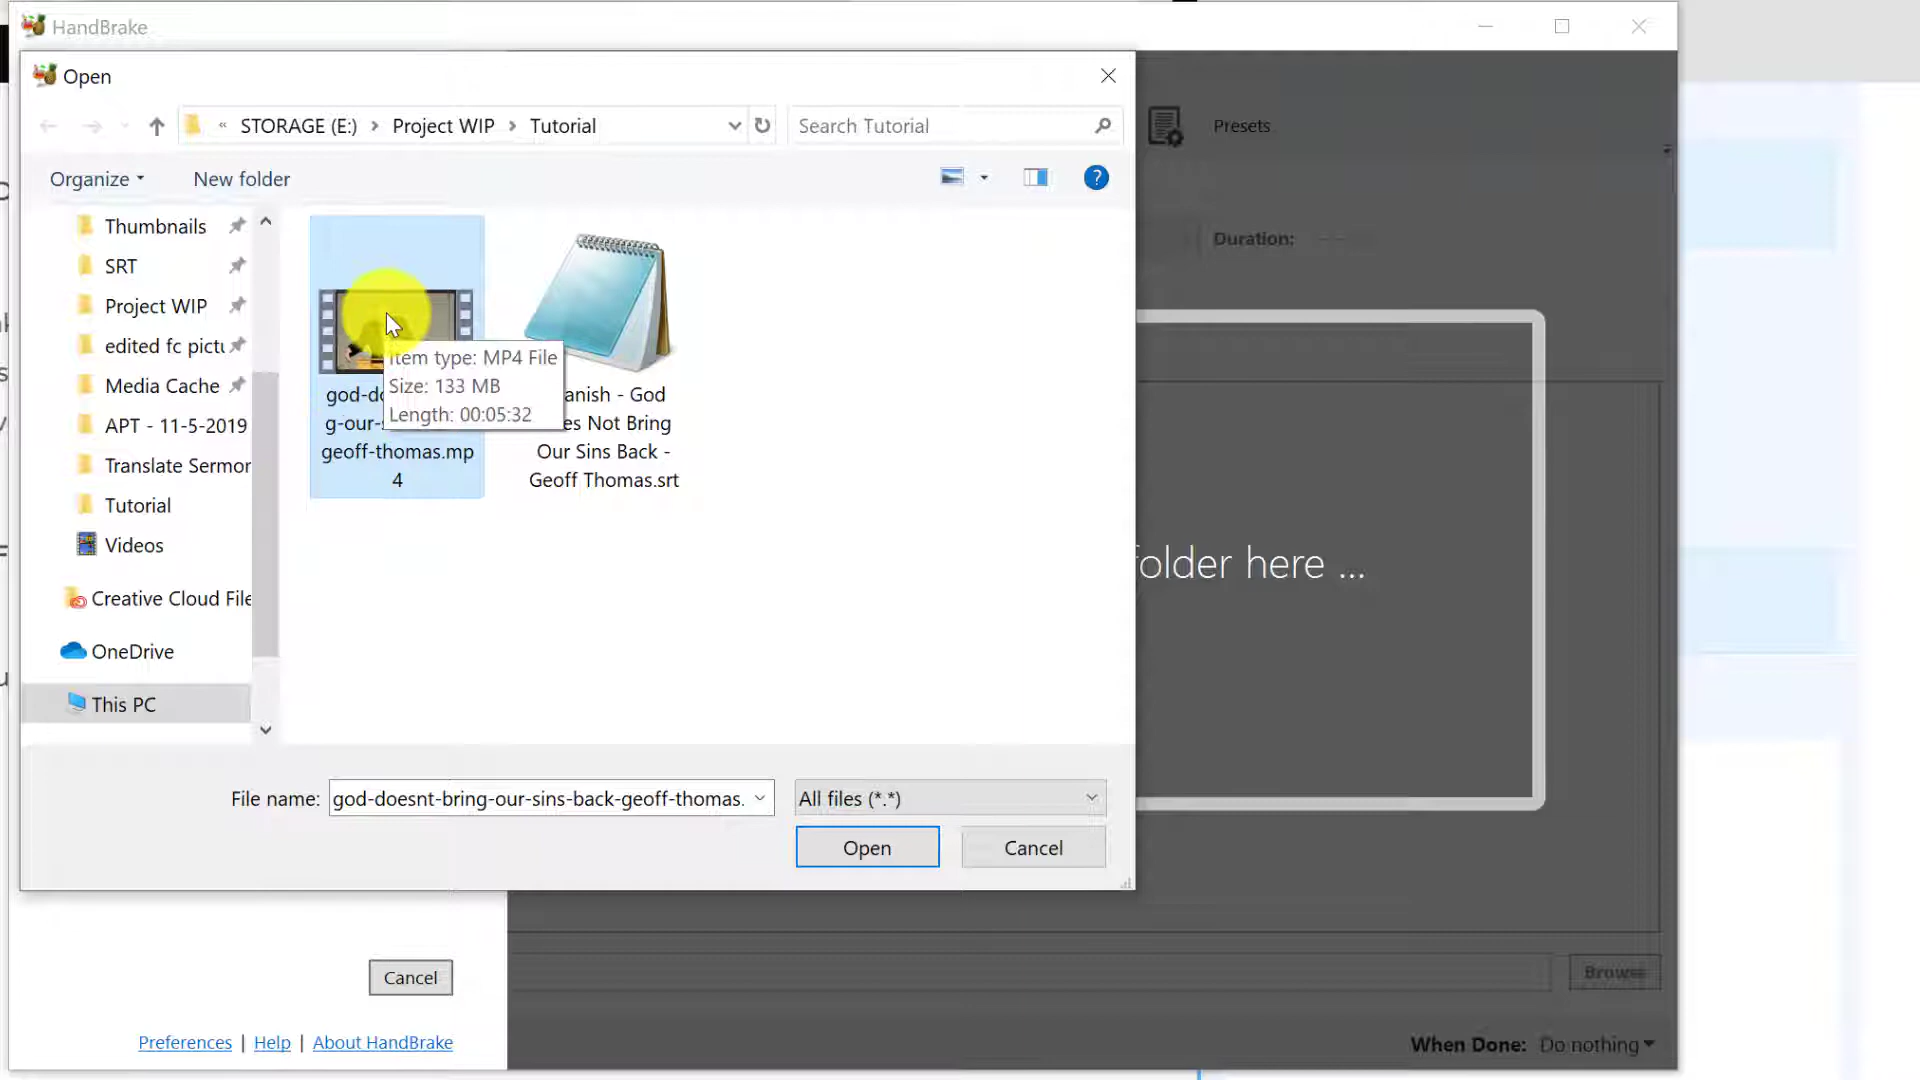 HandBrake
Open
« STORAGE (E:) > Project WIP > Tutorial
Search Tutorial
Presets
Organize
New folder
?
Duration: --
Thumbnails
SRT
Project WIP
edited fc pictu
Media Cache
APT - 11-5-2019
Translate Sermor
Tutorial
Videos
Creative Cloud File
OneDrive
This PC
Item type: MP4 File
Size: 133 MB
Length: 00:05:32
god-do
g-our-s
geoff-thomas.mp
4
anish - God
es Not Bring
Our Sins Back -
Geoff Thomas.srt
folder here ...
File name: god-doesnt-bring-our-sins-back-geoff-thomas.
All files (*.*)
Open
Cancel
Cancel
Browse
Preferences | Help | About HandBrake
When Done: Do nothing